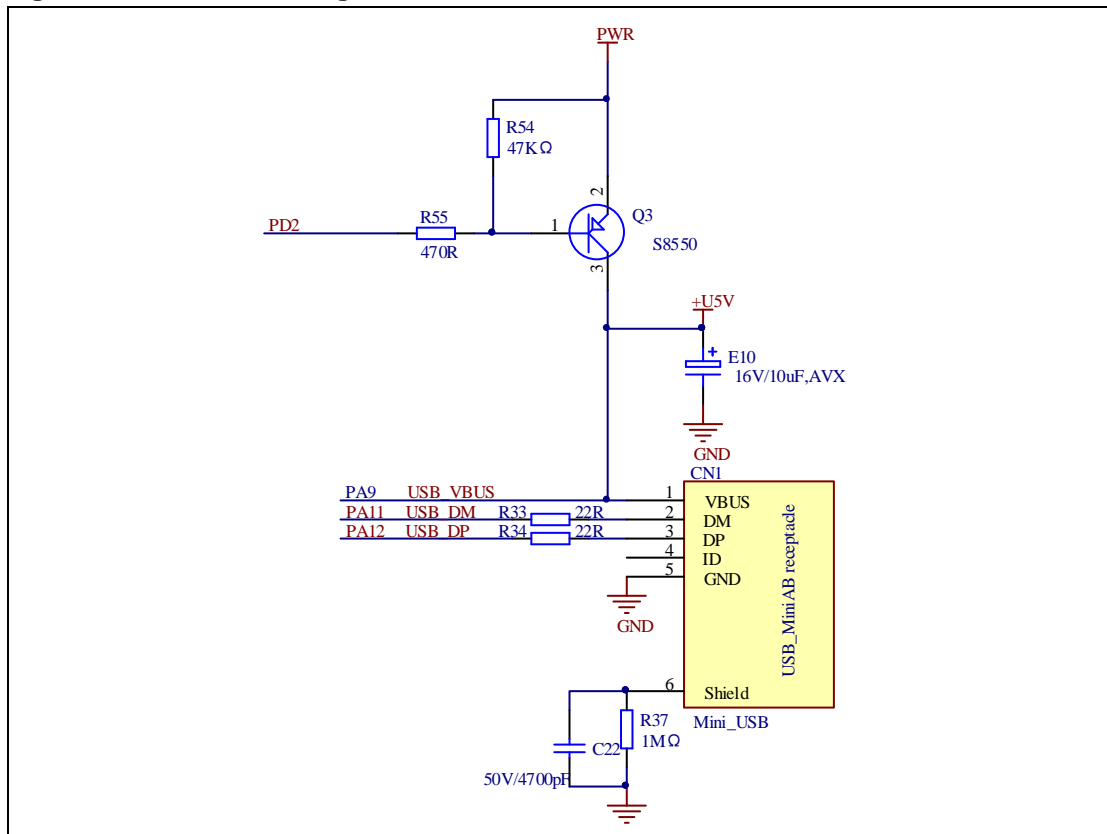 PWR
R54
47KΩ
2
Q3
PD2
R55
1
470R
S8550
3
+U5V
+
E10
16V/10uF,AVX
GND
CN1
PA9 USB_VBUS 1 VBUS
PA11 USB_DM R33 22R 2 DM
PA12 USB_DP R34 22R 3 DP
4 ID
5 GND
GND
USB_MiniAB receptacle
6 Shield
R37
1MΩ
Mini_USB
C22
50V/4700pF